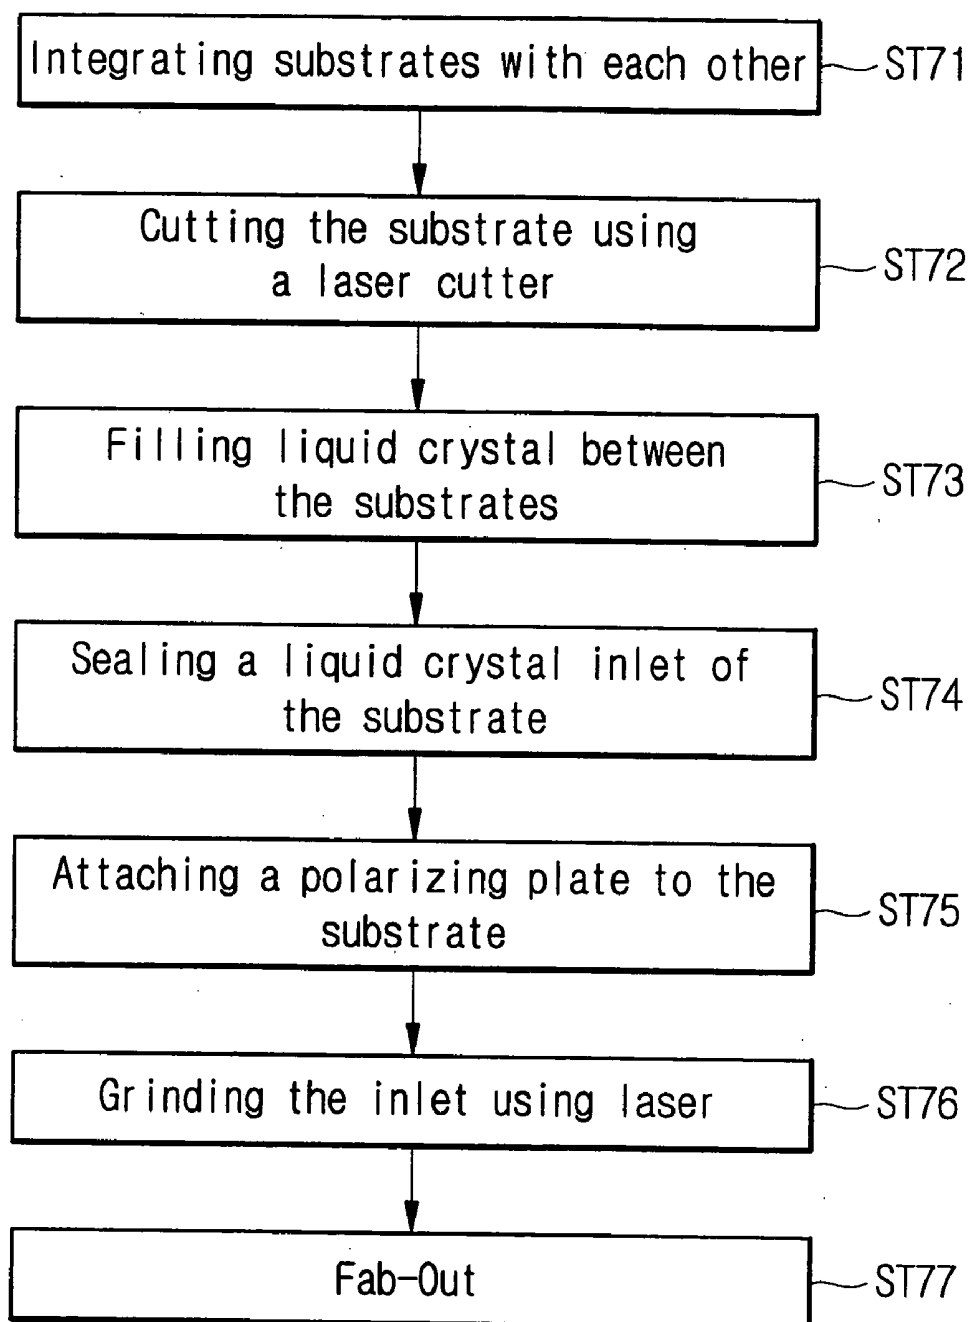 Integrating substrates with each other
ST71
Cutting the substrate using
a laser cutter
ST72
Filling liquid crystal between
the substrates
ST73
Sealing a liquid crystal inlet of
the substrate
ST74
Attaching a polarizing plate to the
substrate
ST75
Grinding the inlet using laser
ST76
Fab-Out
ST77